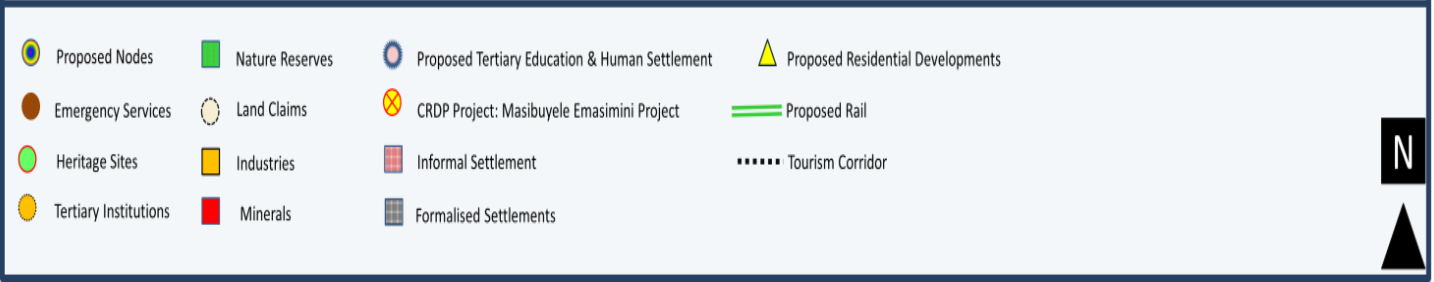 Proposed Nodes
Nature Reserves
Proposed Tertiary Education & Human Settlement
Proposed Residential Developments
Emergency Services
Land Claims
CRDP Project: Masibuyele Emasimini Project
Proposed Rail
Heritage Sites
Industries
Informal Settlement
Tourism Corridor
N
Tertiary Institutions
Minerals
Formalised Settlements